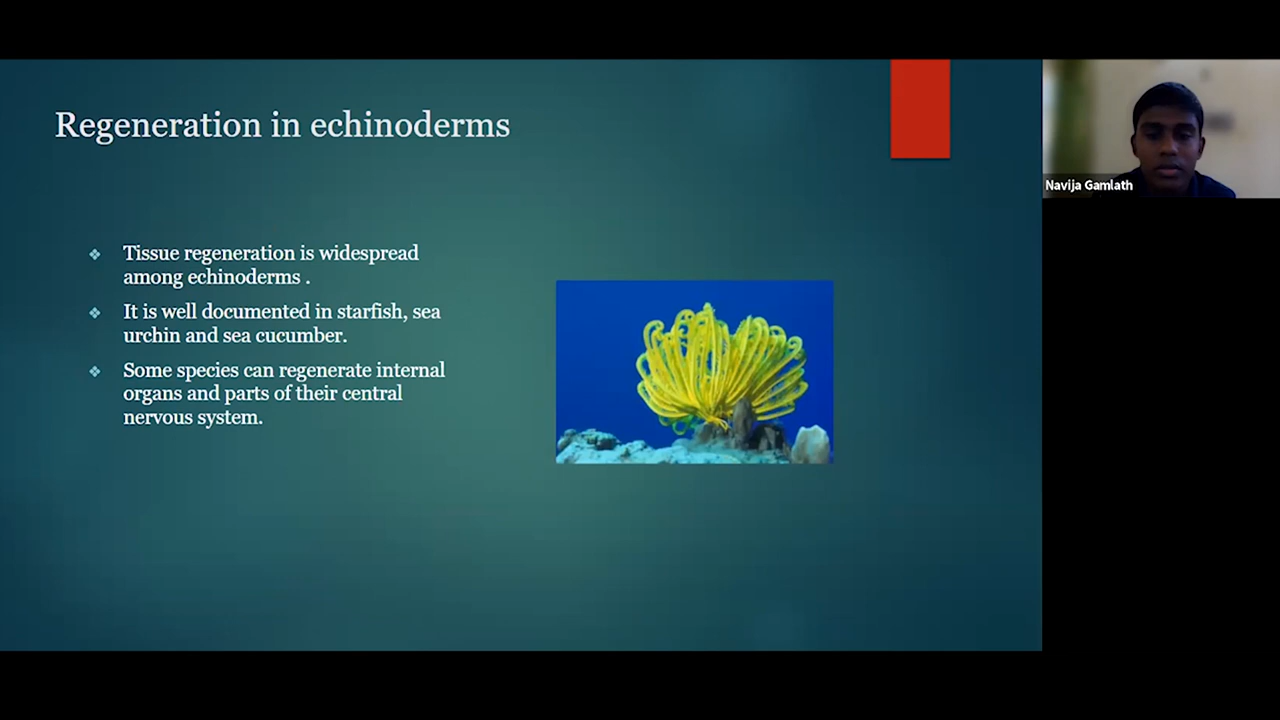 Regeneration in echinoderms
Tissue regeneration is widespread
among echinoderms .
It is well documented in starfish, sea
urchin and sea cucumber.
Some species can regenerate internal
organs and parts of their central
nervous system.
Navija Gamlath